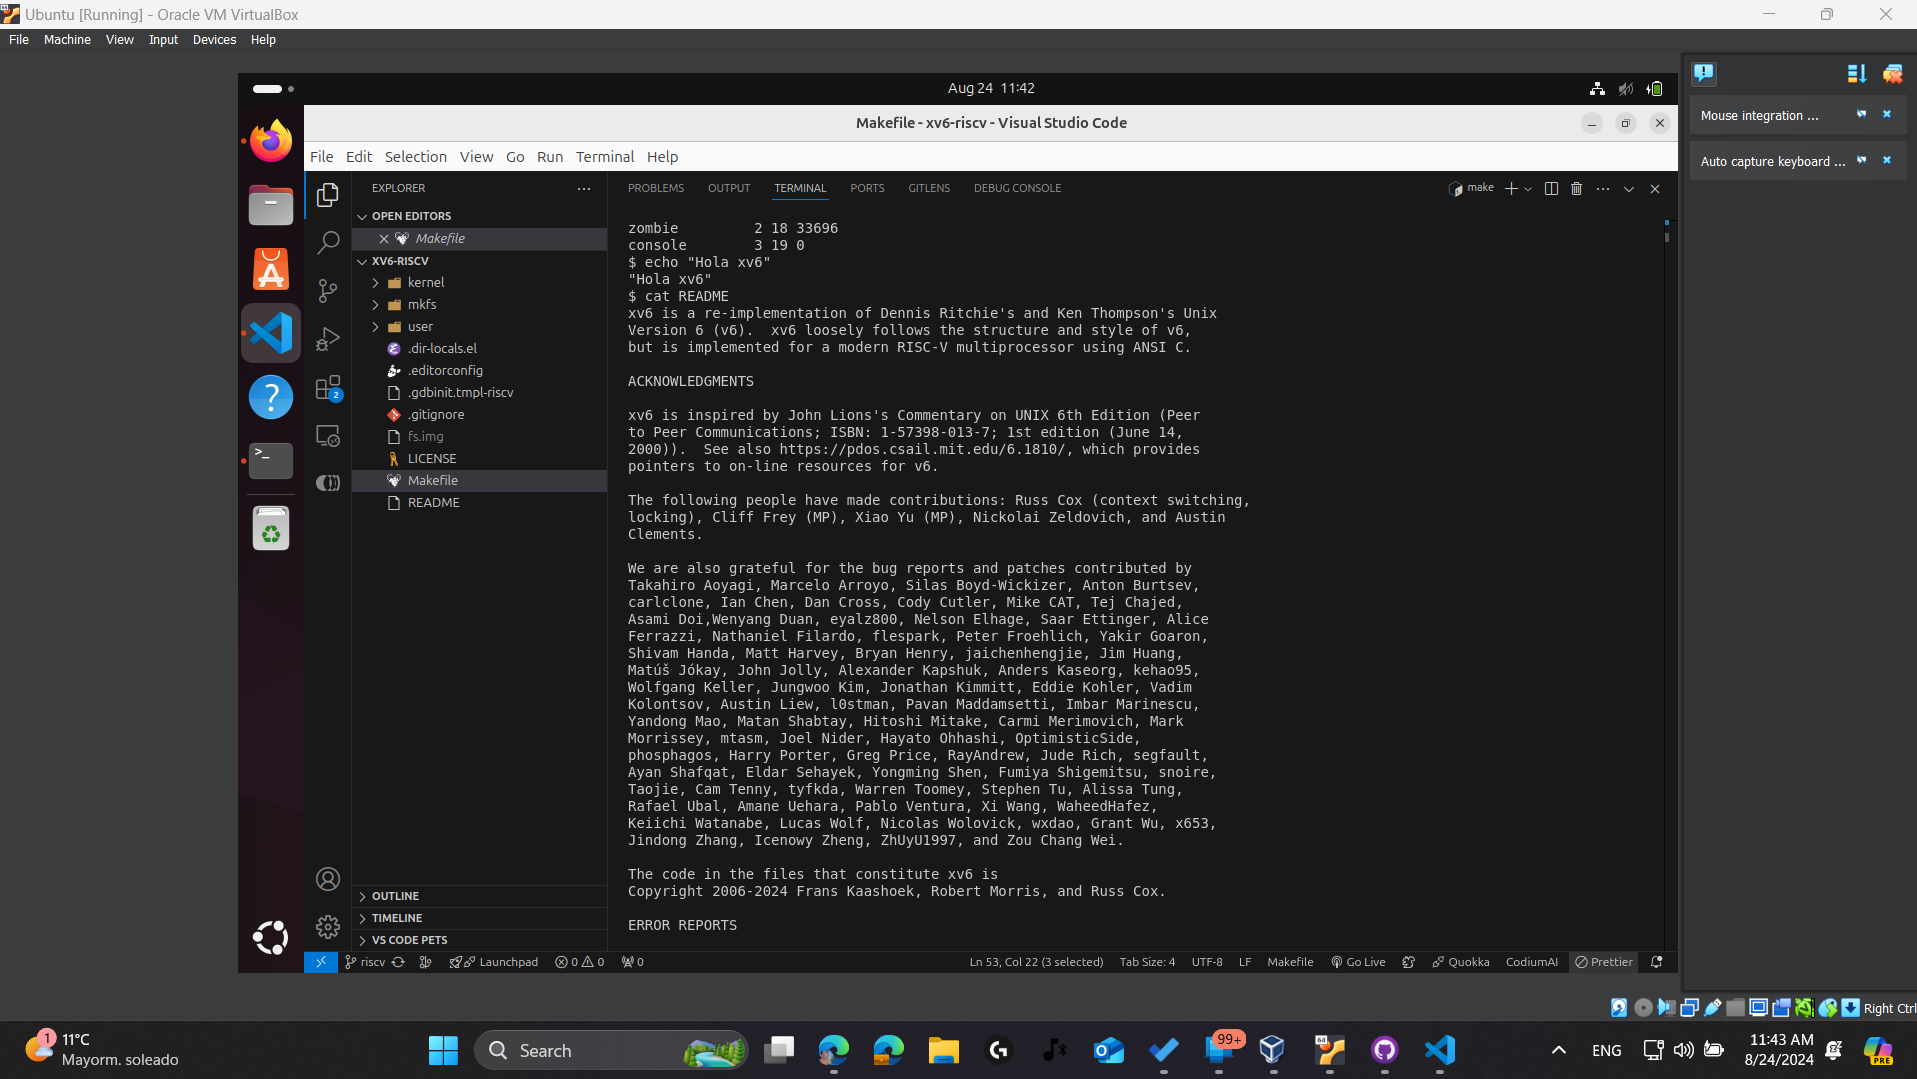 Ubuntu [Running] - Oracle VM VirtualBox
File Machine View Input Devices Help
Mouse integration ...
Auto capture keyboard ...
Aug 24 11:42
Makefile - xv6-riscv - Visual Studio Code
File Edit Selection View Go Run Terminal Help
EXPLORER
OPEN EDITORS
Makefile
XV6-RISCV
kernel
mkfs
user
.dir-locals.el
.editorconfig
.gdbinit.tmpl-riscv
.gitignore
fs.img
LICENSE
Makefile
README
OUTLINE
TIMELINE
VS CODE PETS
2
PROBLEMS OUTPUT TERMINAL PORTS GITLENS DEBUG CONSOLE
make
zombie 2 18 33696
console 3 19 0
$ echo "Hola xv6"
"Hola xv6"
$ cat README
xv6 is a re-implementation of Dennis Ritchie's and Ken Thompson's Unix
Version 6 (v6). xv6 loosely follows the structure and style of v6,
but is implemented for a modern RISC-V multiprocessor using ANSI C.
ACKNOWLEDGMENTS
xv6 is inspired by John Lions's Commentary on UNIX 6th Edition (Peer
to Peer Communications; ISBN: 1-57398-013-7; 1st edition (June 14,
2000)). See also https://pdos.csail.mit.edu/6.1810/, which provides
pointers to on-line resources for v6.
The following people have made contributions: Russ Cox (context switching,
locking), Cliff Frey (MP), Xiao Yu (MP), Nickolai Zeldovich, and Austin
Clements.
We are also grateful for the bug reports and patches contributed by
Takahiro Aoyagi, Marcelo Arroyo, Silas Boyd-Wickizer, Anton Burtsev,
carlclone, Ian Chen, Dan Cross, Cody Cutler, Mike CAT, Tej Chajed,
Asami Doi,Wenyang Duan, eyalz800, Nelson Elhage, Saar Ettinger, Alice
Ferrazzi, Nathaniel Filardo, flespark, Peter Froehlich, Yakir Goaron,
Shivam Handa, Matt Harvey, Bryan Henry, jaichenhengjie, Jim Huang,
Matúš Jókay, John Jolly, Alexander Kapshuk, Anders Kaseorg, kehao95,
Wolfgang Keller, Jungwoo Kim, Jonathan Kimmitt, Eddie Kohler, Vadim
Kolontsov, Austin Liew, l0stman, Pavan Maddamsetti, Imbar Marinescu,
Yandong Mao, Matan Shabtay, Hitoshi Mitake, Carmi Merimovich, Mark
Morrissey, mtasm, Joel Nider, Hayato Ohhashi, OptimisticSide,
phosphagos, Harry Porter, Greg Price, RayAndrew, Jude Rich, segfault,
Ayan Shafqat, Eldar Sehayek, Yongming Shen, Fumiya Shigemitsu, snoire,
Taojie, Cam Tenny, tyfkda, Warren Toomey, Stephen Tu, Alissa Tung,
Rafael Ubal, Amane Uehara, Pablo Ventura, Xi Wang, WaheedHafez,
Keiichi Watanabe, Lucas Wolf, Nicolas Wolovick, wxdao, Grant Wu, x653,
Jindong Zhang, Icenowy Zheng, ZhUyU1997, and Zou Chang Wei.
The code in the files that constitute xv6 is
Copyright 2006-2024 Frans Kaashoek, Robert Morris, and Russ Cox.
ERROR REPORTS
riscv Launchpad 0 0 0 Ln 53, Col 22 (3 selected) Tab Size: 4 UTF-8 LF Makefile Go Live Quokka CodiumAI Prettier
Right Ctrl
1
11°C
Mayorm. soleado
Search
99+
64
ENG
11:43 AM
8/24/2024
PRE